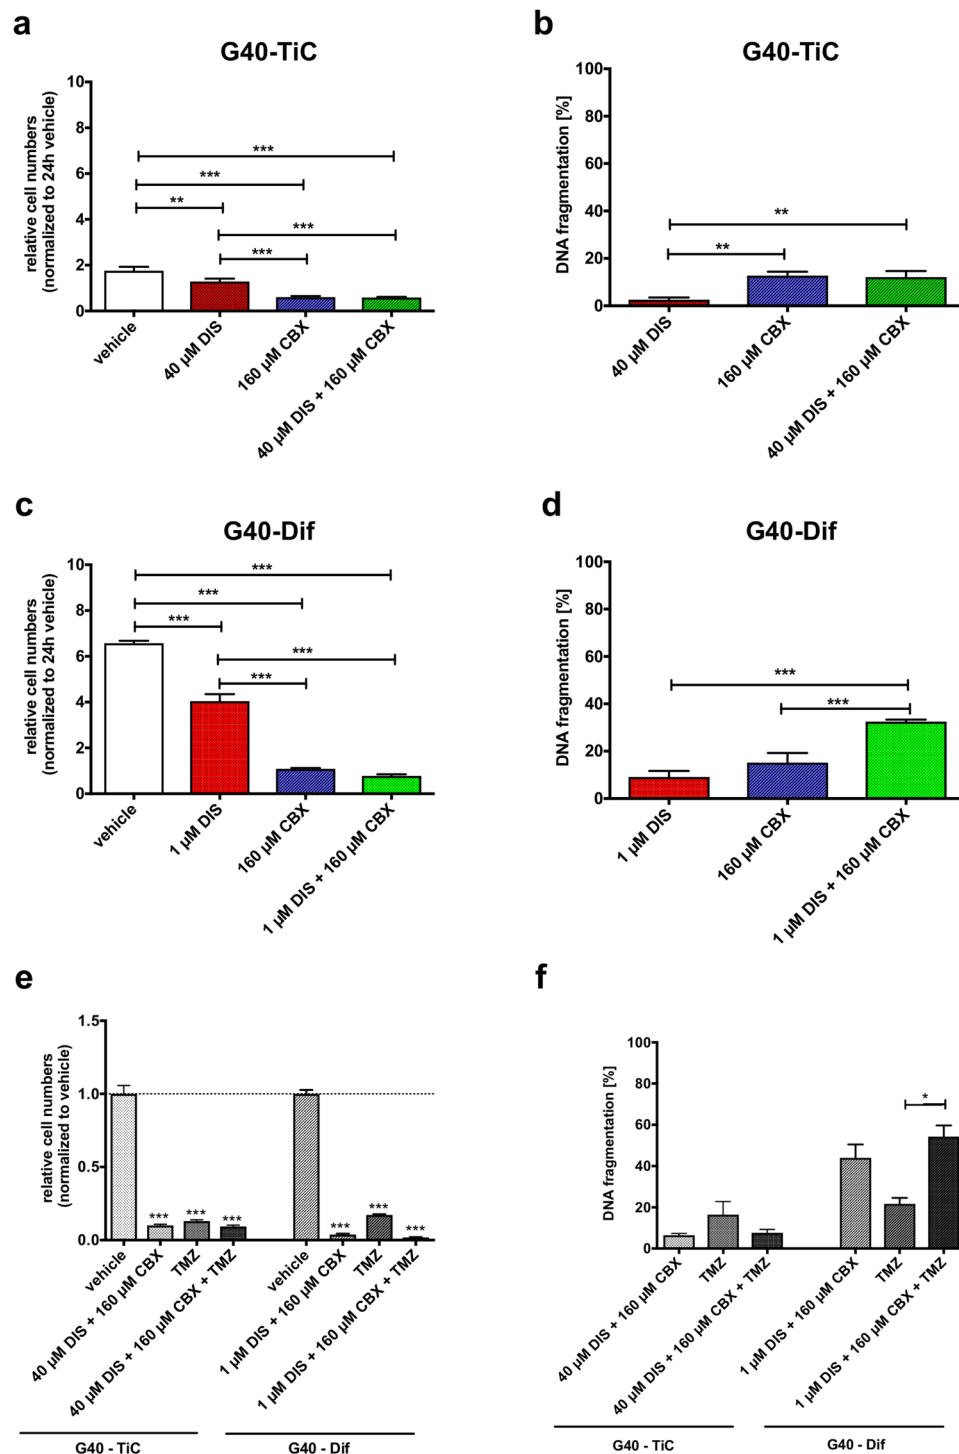 a
G40-TiC
relative cell numbers
(normalized to 24h vehicle)
10
8
6
4
2
0
***
***
**
***
***
vehicle
40 µM DIS
160 µM CBX
40 µM DIS + 160 µM CBX
b
G40-TiC
DNA fragmentation [%]
100
80
60
40
20
0
**
**
40 µM DIS
160 µM CBX
40 µM DIS + 160 µM CBX
c
G40-Dif
relative cell numbers
(normalized to 24h vehicle)
10
8
6
4
2
0
***
***
***
***
***
vehicle
1 µM DIS
160 µM CBX
1 µM DIS + 160 µM CBX
d
G40-Dif
DNA fragmentation [%]
100
80
60
40
20
0
***
***
1 µM DIS
160 µM CBX
1 µM DIS + 160 µM CBX
e
relative cell numbers
(normalized to vehicle)
1.5
1.0
0.5
0.0
***
***
***
***
***
***
vehicle
40 µM DIS + 160 µM CBX
TMZ
40 µM DIS + 160 µM CBX + TMZ
vehicle
1 µM DIS + 160 µM CBX
TMZ
1 µM DIS + 160 µM CBX + TMZ
G40 - TiC
G40 - Dif
f
DNA fragmentation [%]
100
80
60
40
20
0
*
40 µM DIS + 160 µM CBX
TMZ
40 µM DIS + 160 µM CBX + TMZ
1 µM DIS + 160 µM CBX
TMZ
1 µM DIS + 160 µM CBX + TMZ
G40 - TiC
G40 - Dif